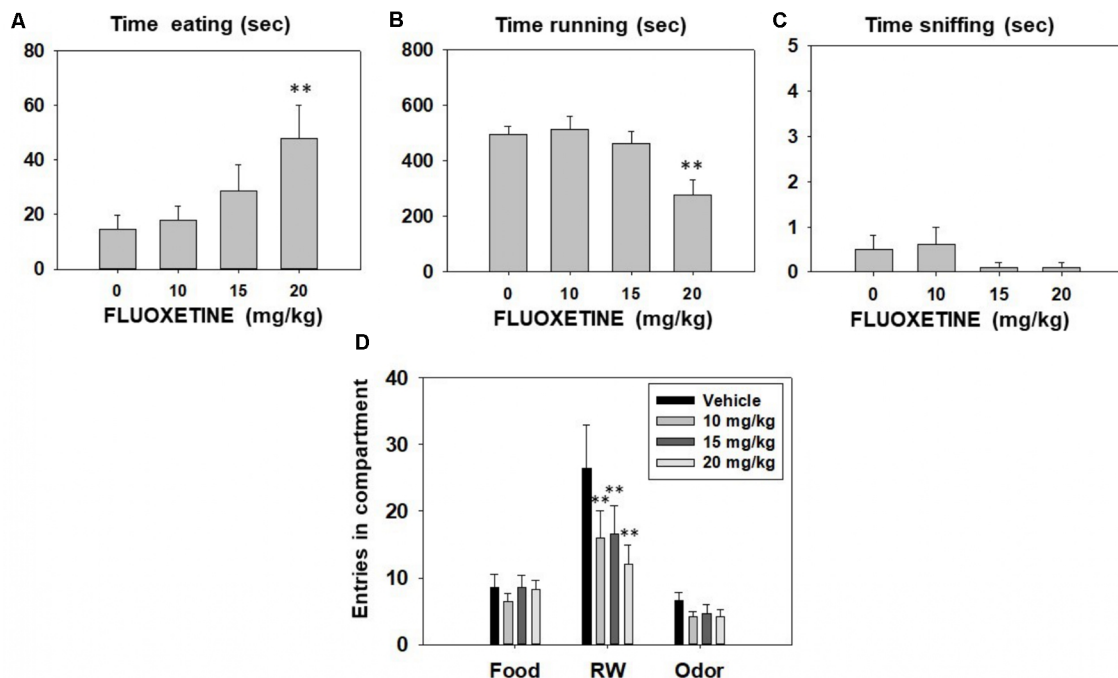 A
Time eating (sec)
80
60
40
20
0
**
0 10 15 20
FLUOXETINE (mg/kg)
B
Time running (sec)
800
600
400
200
0
**
0 10 15 20
FLUOXETINE (mg/kg)
C
Time sniffing (sec)
5
4
3
2
1
0
0 10 15 20
FLUOXETINE (mg/kg)
D
Entries in compartment
40
30
20
10
0
Vehicle
10 mg/kg
15 mg/kg
20 mg/kg
** ** **
Food RW Odor